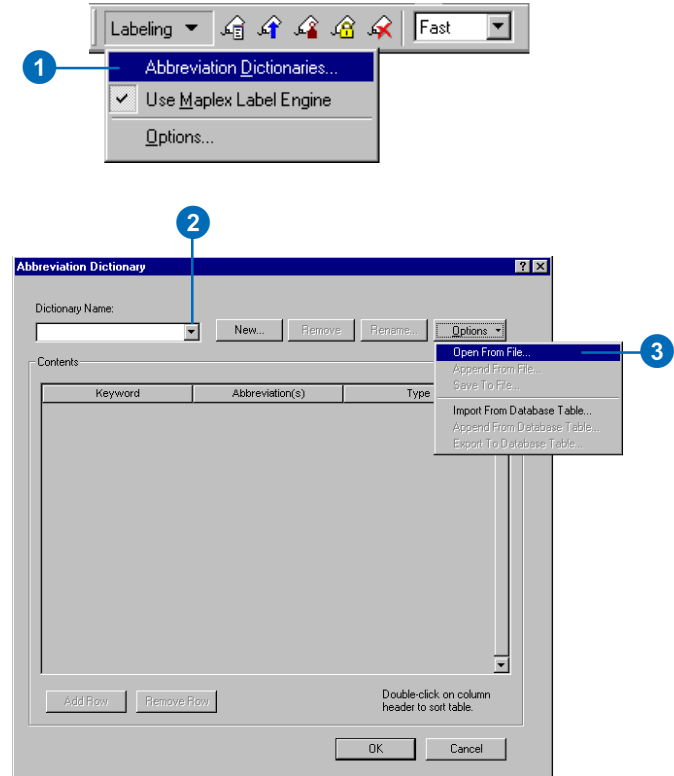 Labeling Fast
1 Abbreviation Dictionaries...
Use Maplex Label Engine
Options...
2
Abbreviation Dictionary
Dictionary Name:
New... Remove Rename... Options
Open From File... 3
Contents
Append From File...
Save To File...
Keyword Abbreviation(s) Type
Import From Database Table...
Append From Database Table...
Export To Database Table...
Add Row Remove Row Double-click on column
header to sort table.
OK Cancel